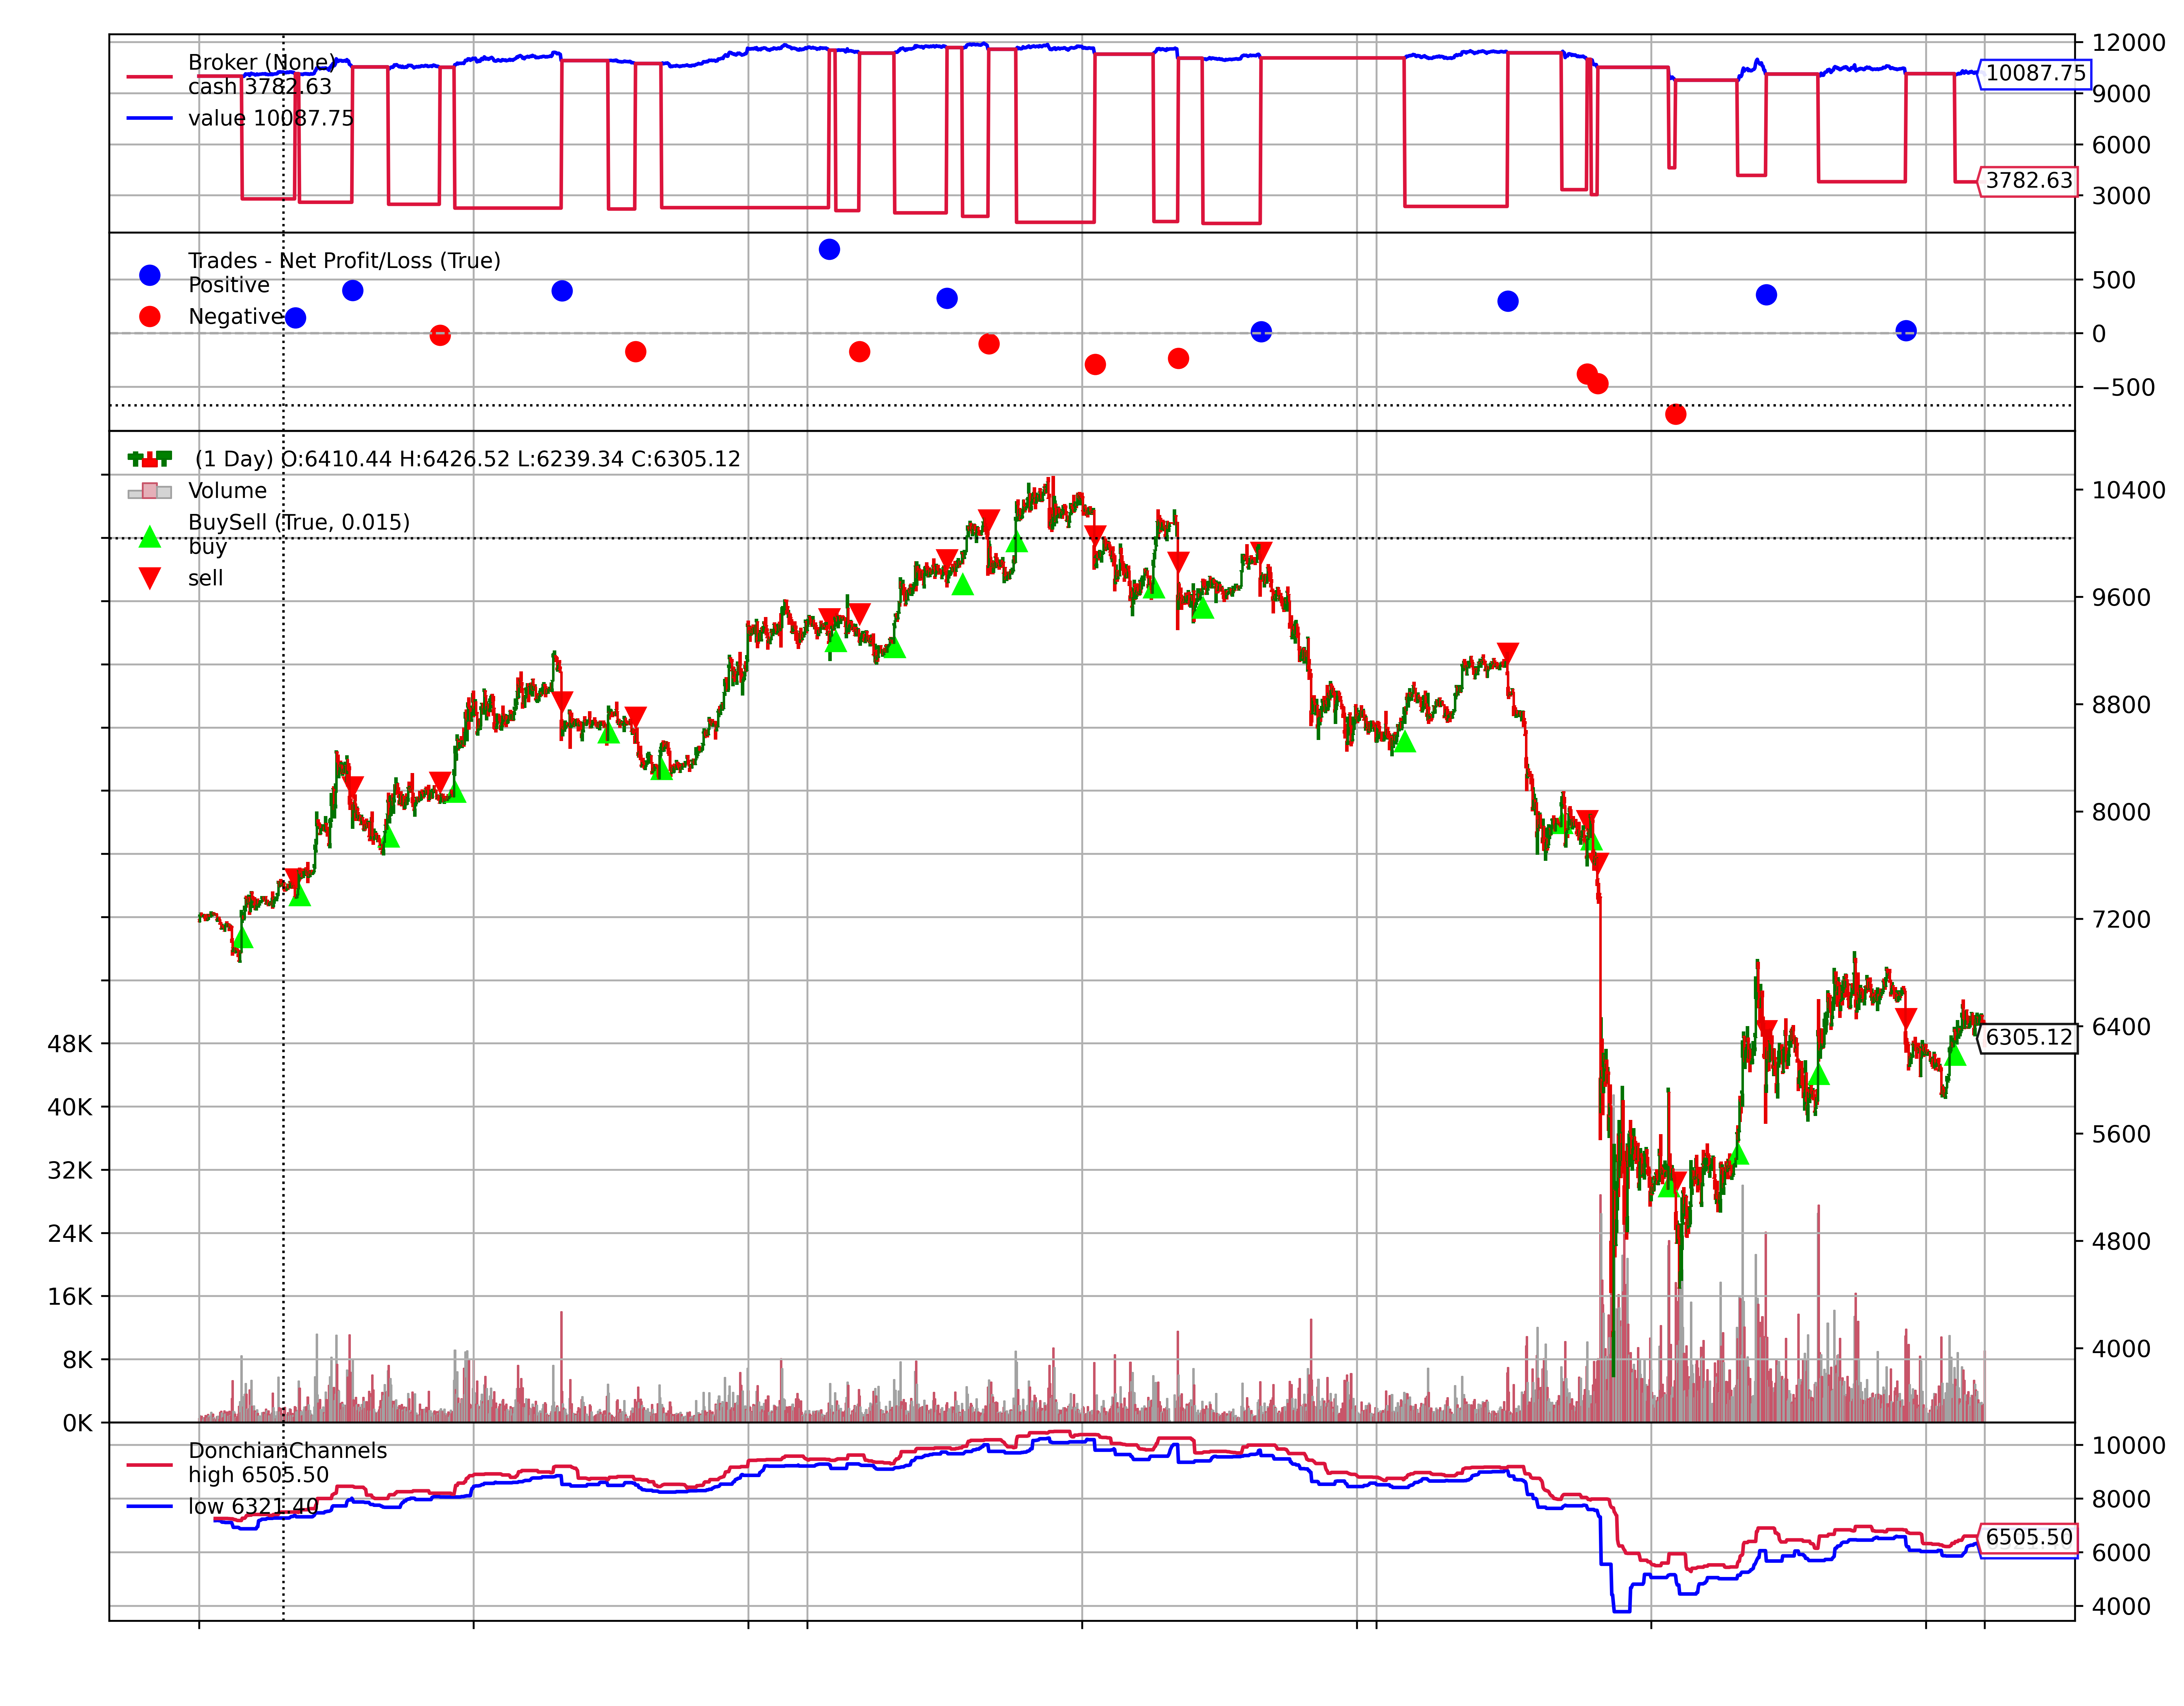 Broker (None)
cash 3782.63
value 10087.75
12000
10087.75
9000
6000
3782.63
3000
Trades - Net Profit/Loss (True)
Positive
Negative
500
0
−500
(1 Day) O:6410.44 H:6426.52 L:6239.34 C:6305.12
Volume
BuySell (True, 0.015)
buy
sell
10400
9600
8800
8000
7200
6400
6305.12
5600
4800
4000
48K
40K
32K
24K
16K
8K
0K
DonchianChannels
high 6505.50
low 6321.40
10000
8000
6505.50
6000
4000